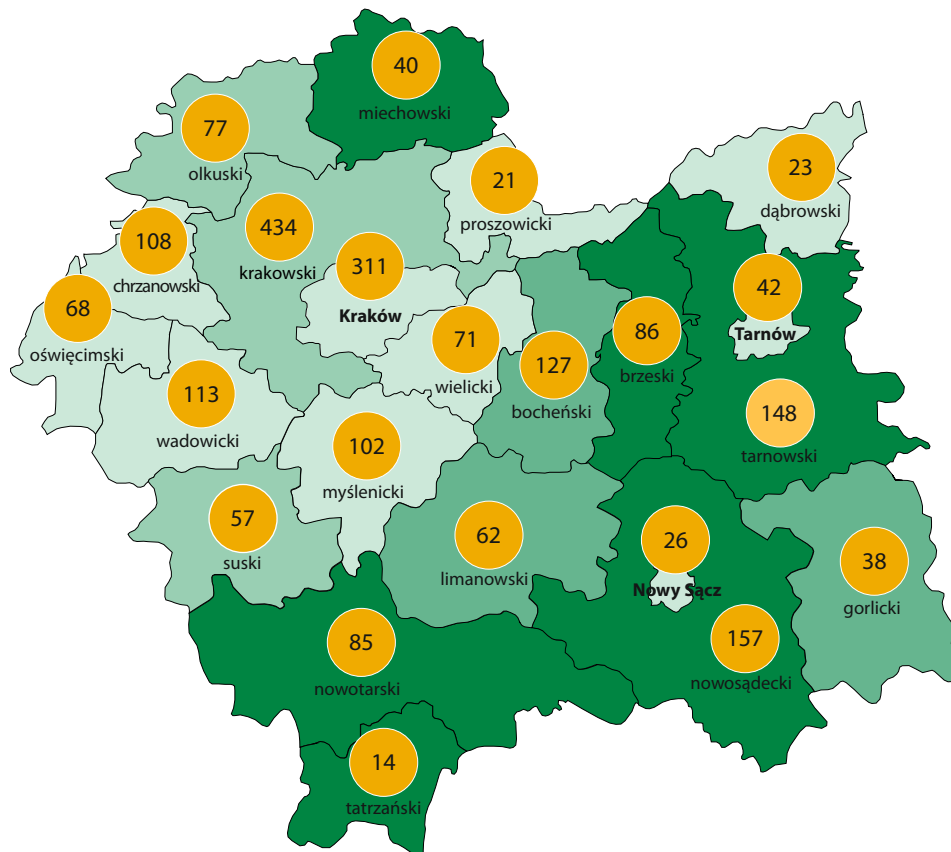 40
miechowski
77
olkuski
21
proszowicki
23
dąbrowski
434
krakowski
108
chrzanowski
311
Kraków
42
Tarnów
68
oświęcimski
71
wielicki
86
brzeski
127
bocheński
113
wadowicki
148
tarnowski
102
myślenicki
57
suski
62
limanowski
26
Nowy Sącz
38
gorlicki
85
nowotarski
157
nowosądecki
14
tatrzański